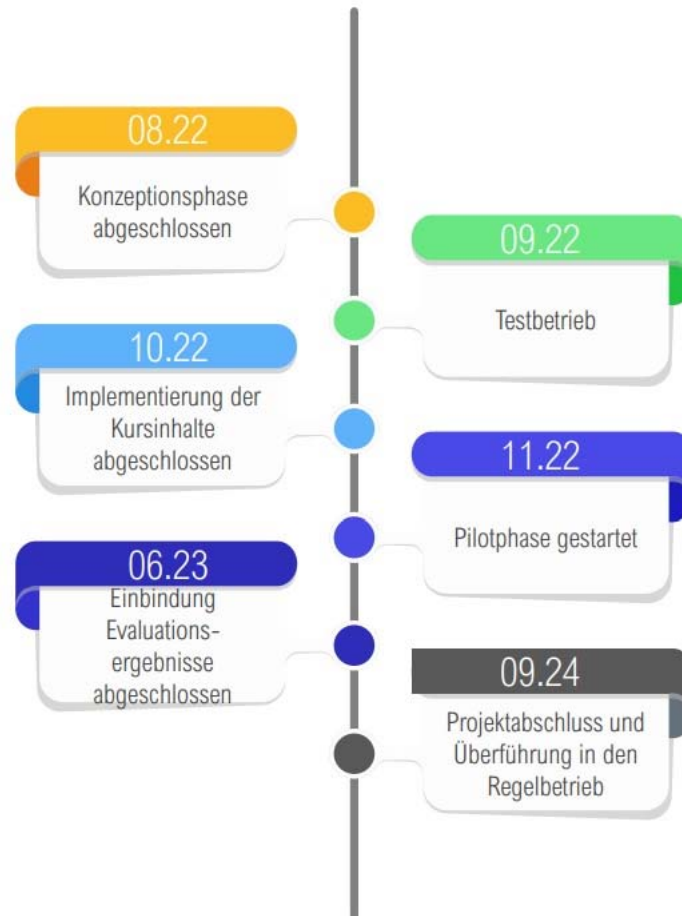 08.22
Konzeptionsphase
abgeschlossen
09.22
Testbetrieb
10.22
Implementierung der
Kursinhalte
abgeschlossen
11.22
Pilotphase gestartet
06.23
Einbindung
Evaluations-
ergebnisse
abgeschlossen
09.24
Projektabschluss und
Überführung in den
Regelbetrieb